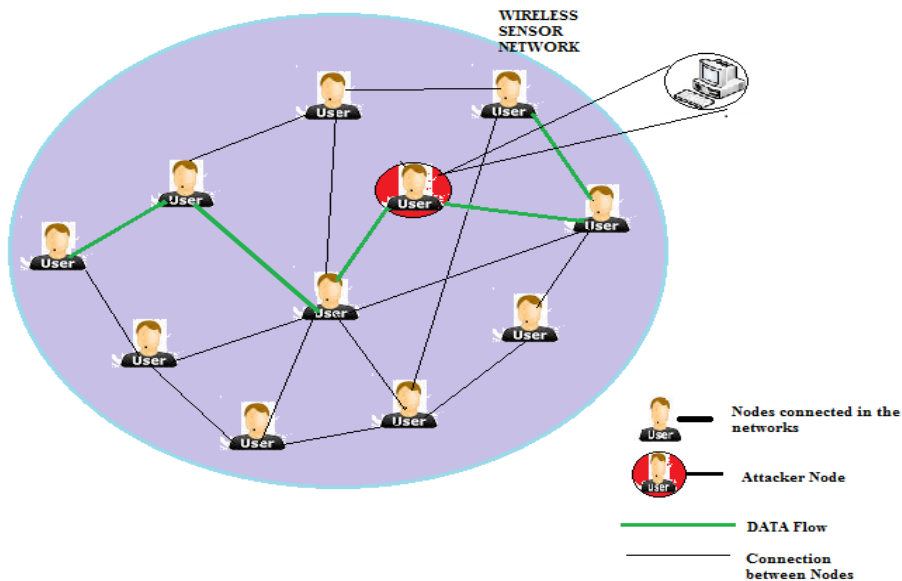 WIRELESS
SENSOR
NETWORK
User
User
User
User
User
User
User
User
User
User
User
User
Nodes connected in the
networks
User
Attacker Node
DATA Flow
Connection
between Nodes